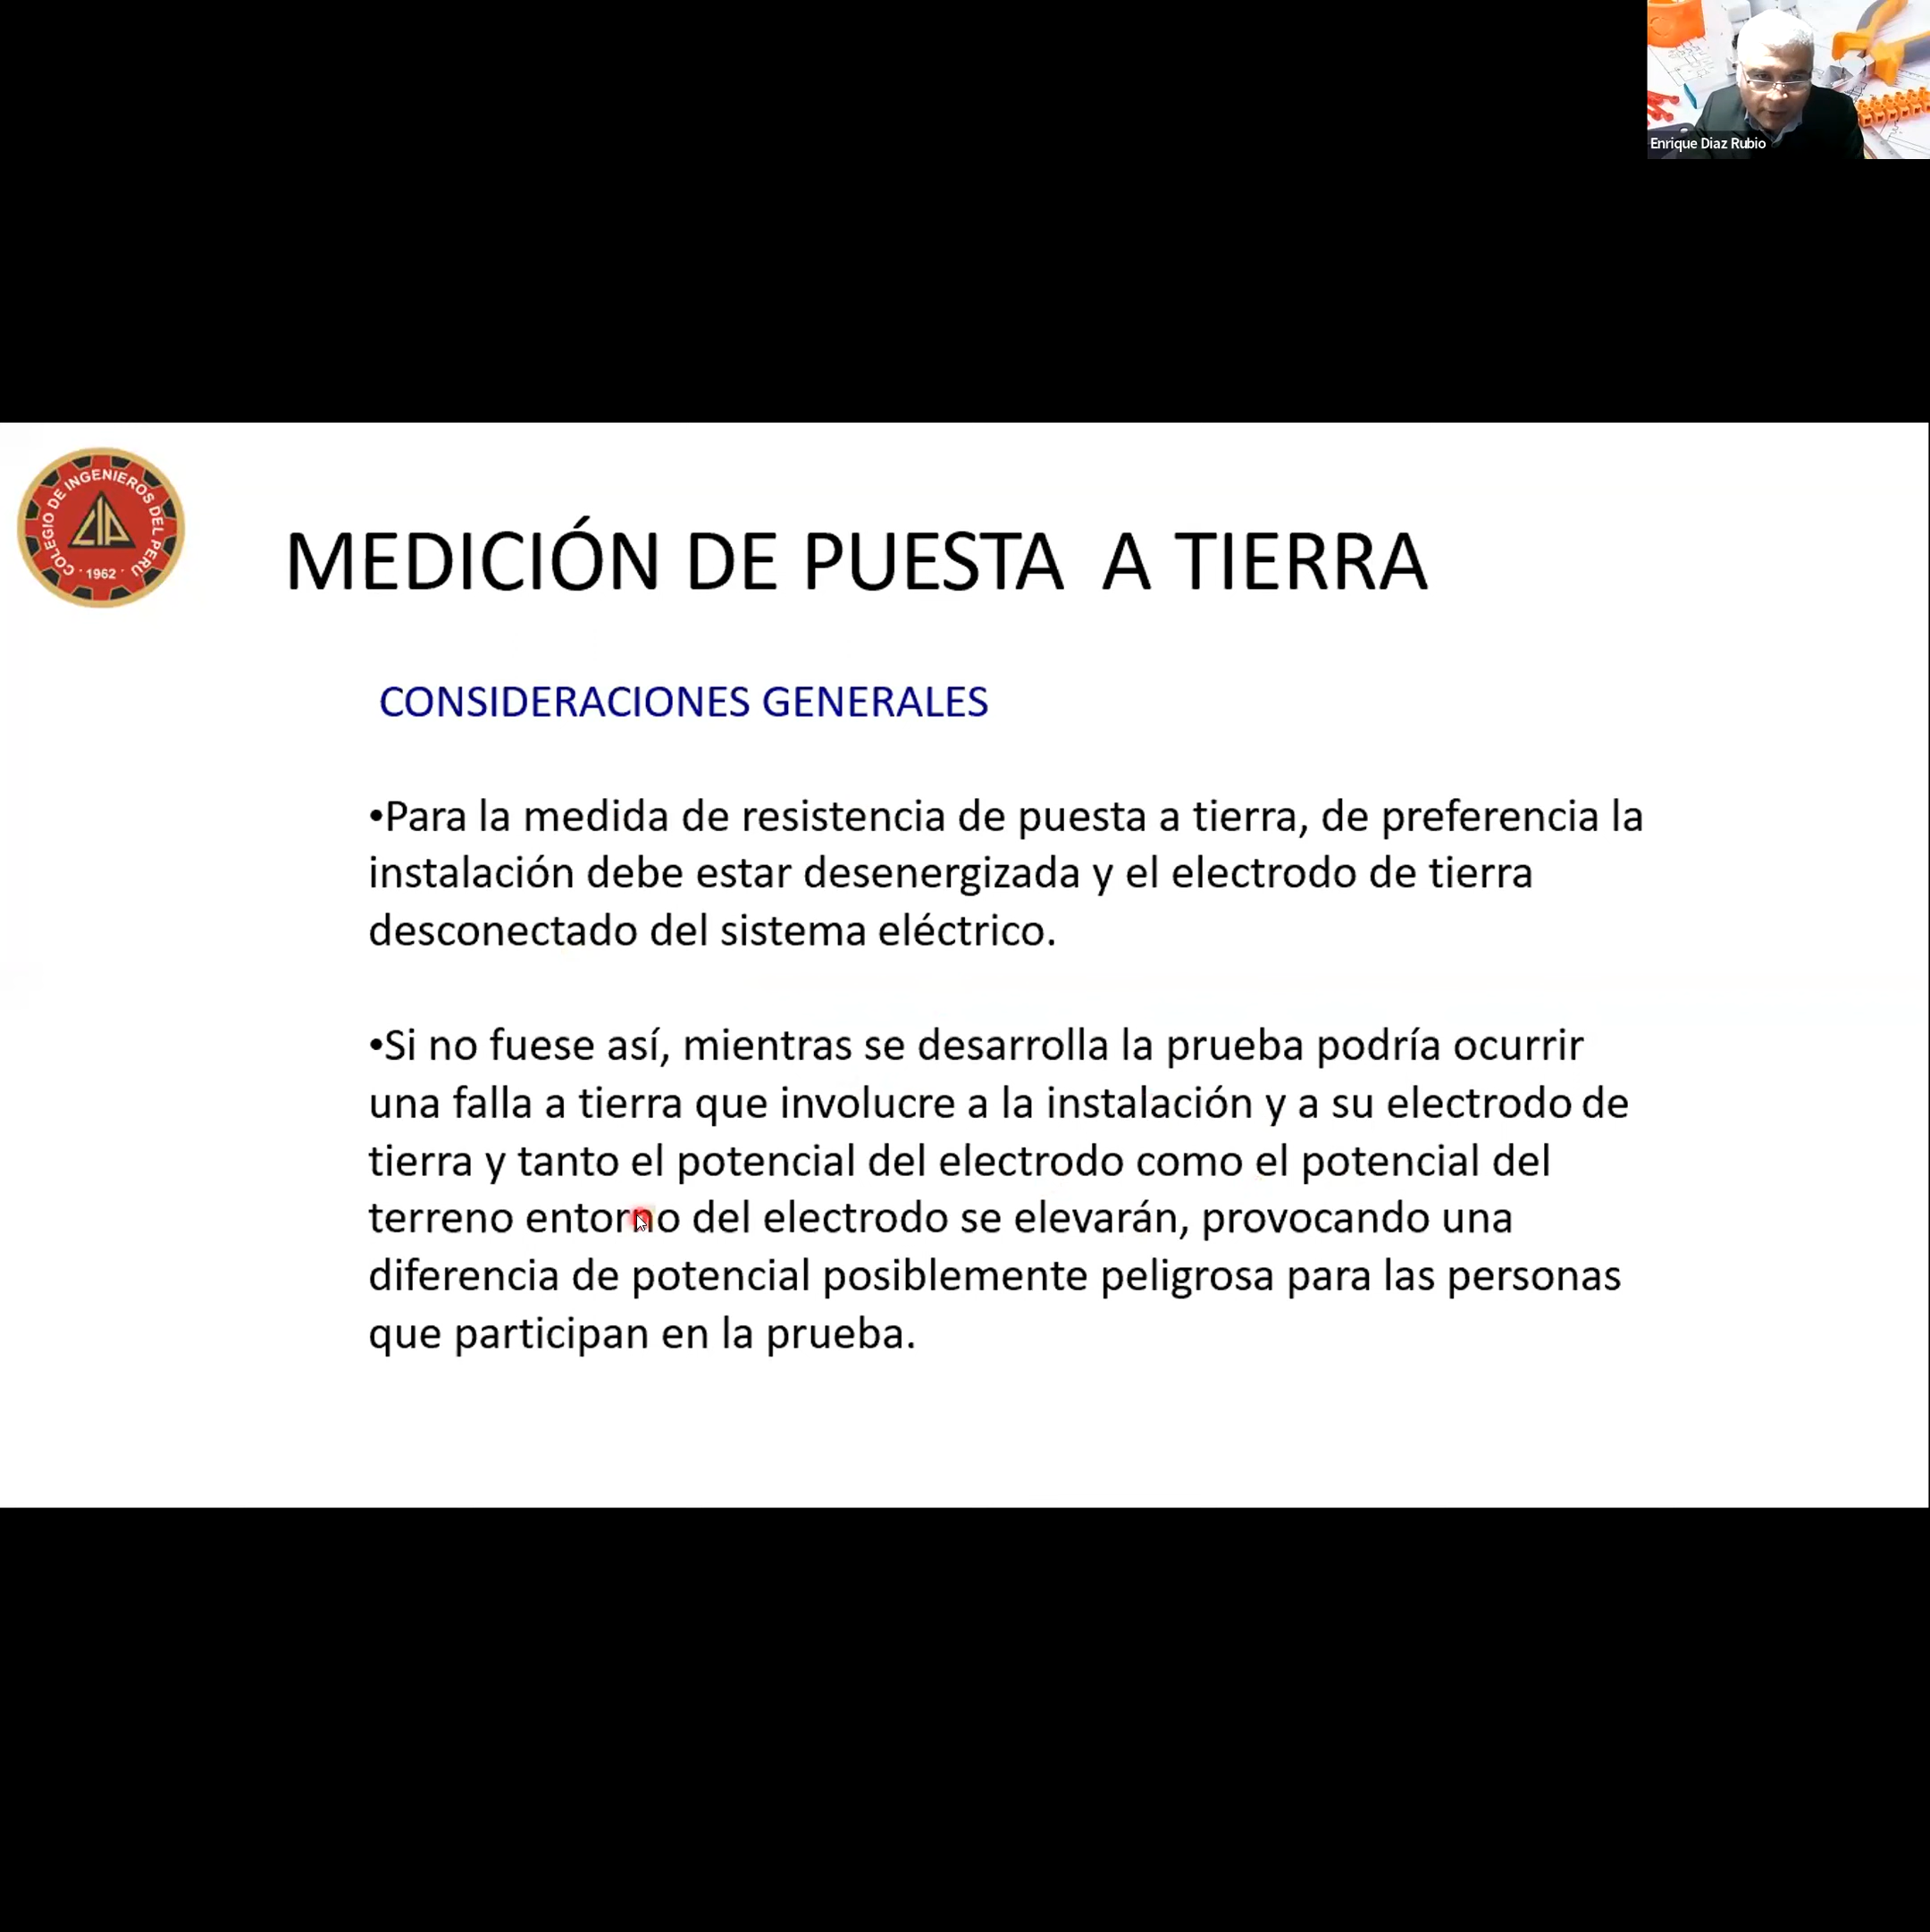 Enrique Diaz Rubio
COLEGIO DE INGENIEROS DEL PERÚ
CIP
· 1962 ·
MEDICIÓN DE PUESTA  A TIERRA
CONSIDERACIONES GENERALES
•Para la medida de resistencia de puesta a tierra, de preferencia la
instalación debe estar desenergizada y el electrodo de tierra
desconectado del sistema eléctrico.
•Si no fuese así, mientras se desarrolla la prueba podría ocurrir
una falla a tierra que involucre a la instalación y a su electrodo de
tierra y tanto el potencial del electrodo como el potencial del
terreno entorno del electrodo se elevarán, provocando una
diferencia de potencial posiblemente peligrosa para las personas
que participan en la prueba.